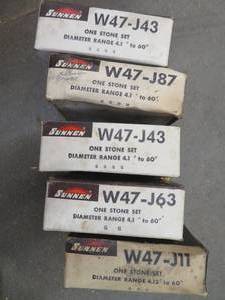 SUNNEN
W47-J43
ONE STONE SET
DIAMETER RANGE 4.1 " to 60"
SUNNEN
W47-J87
ONE STONE SET
DIAMETER RANGE 4.1 " to 60"
SUNNEN
W47-J43
ONE STONE SET
DIAMETER RANGE 4.1 " to 60"
SUNNEN
W47-J63
ONE STONE SET
DIAMETER RANGE 4.1 " to 60"
SUNNEN
W47-J11
ONE STONE SET
DIAMETER RANGE 4.12" to 60"